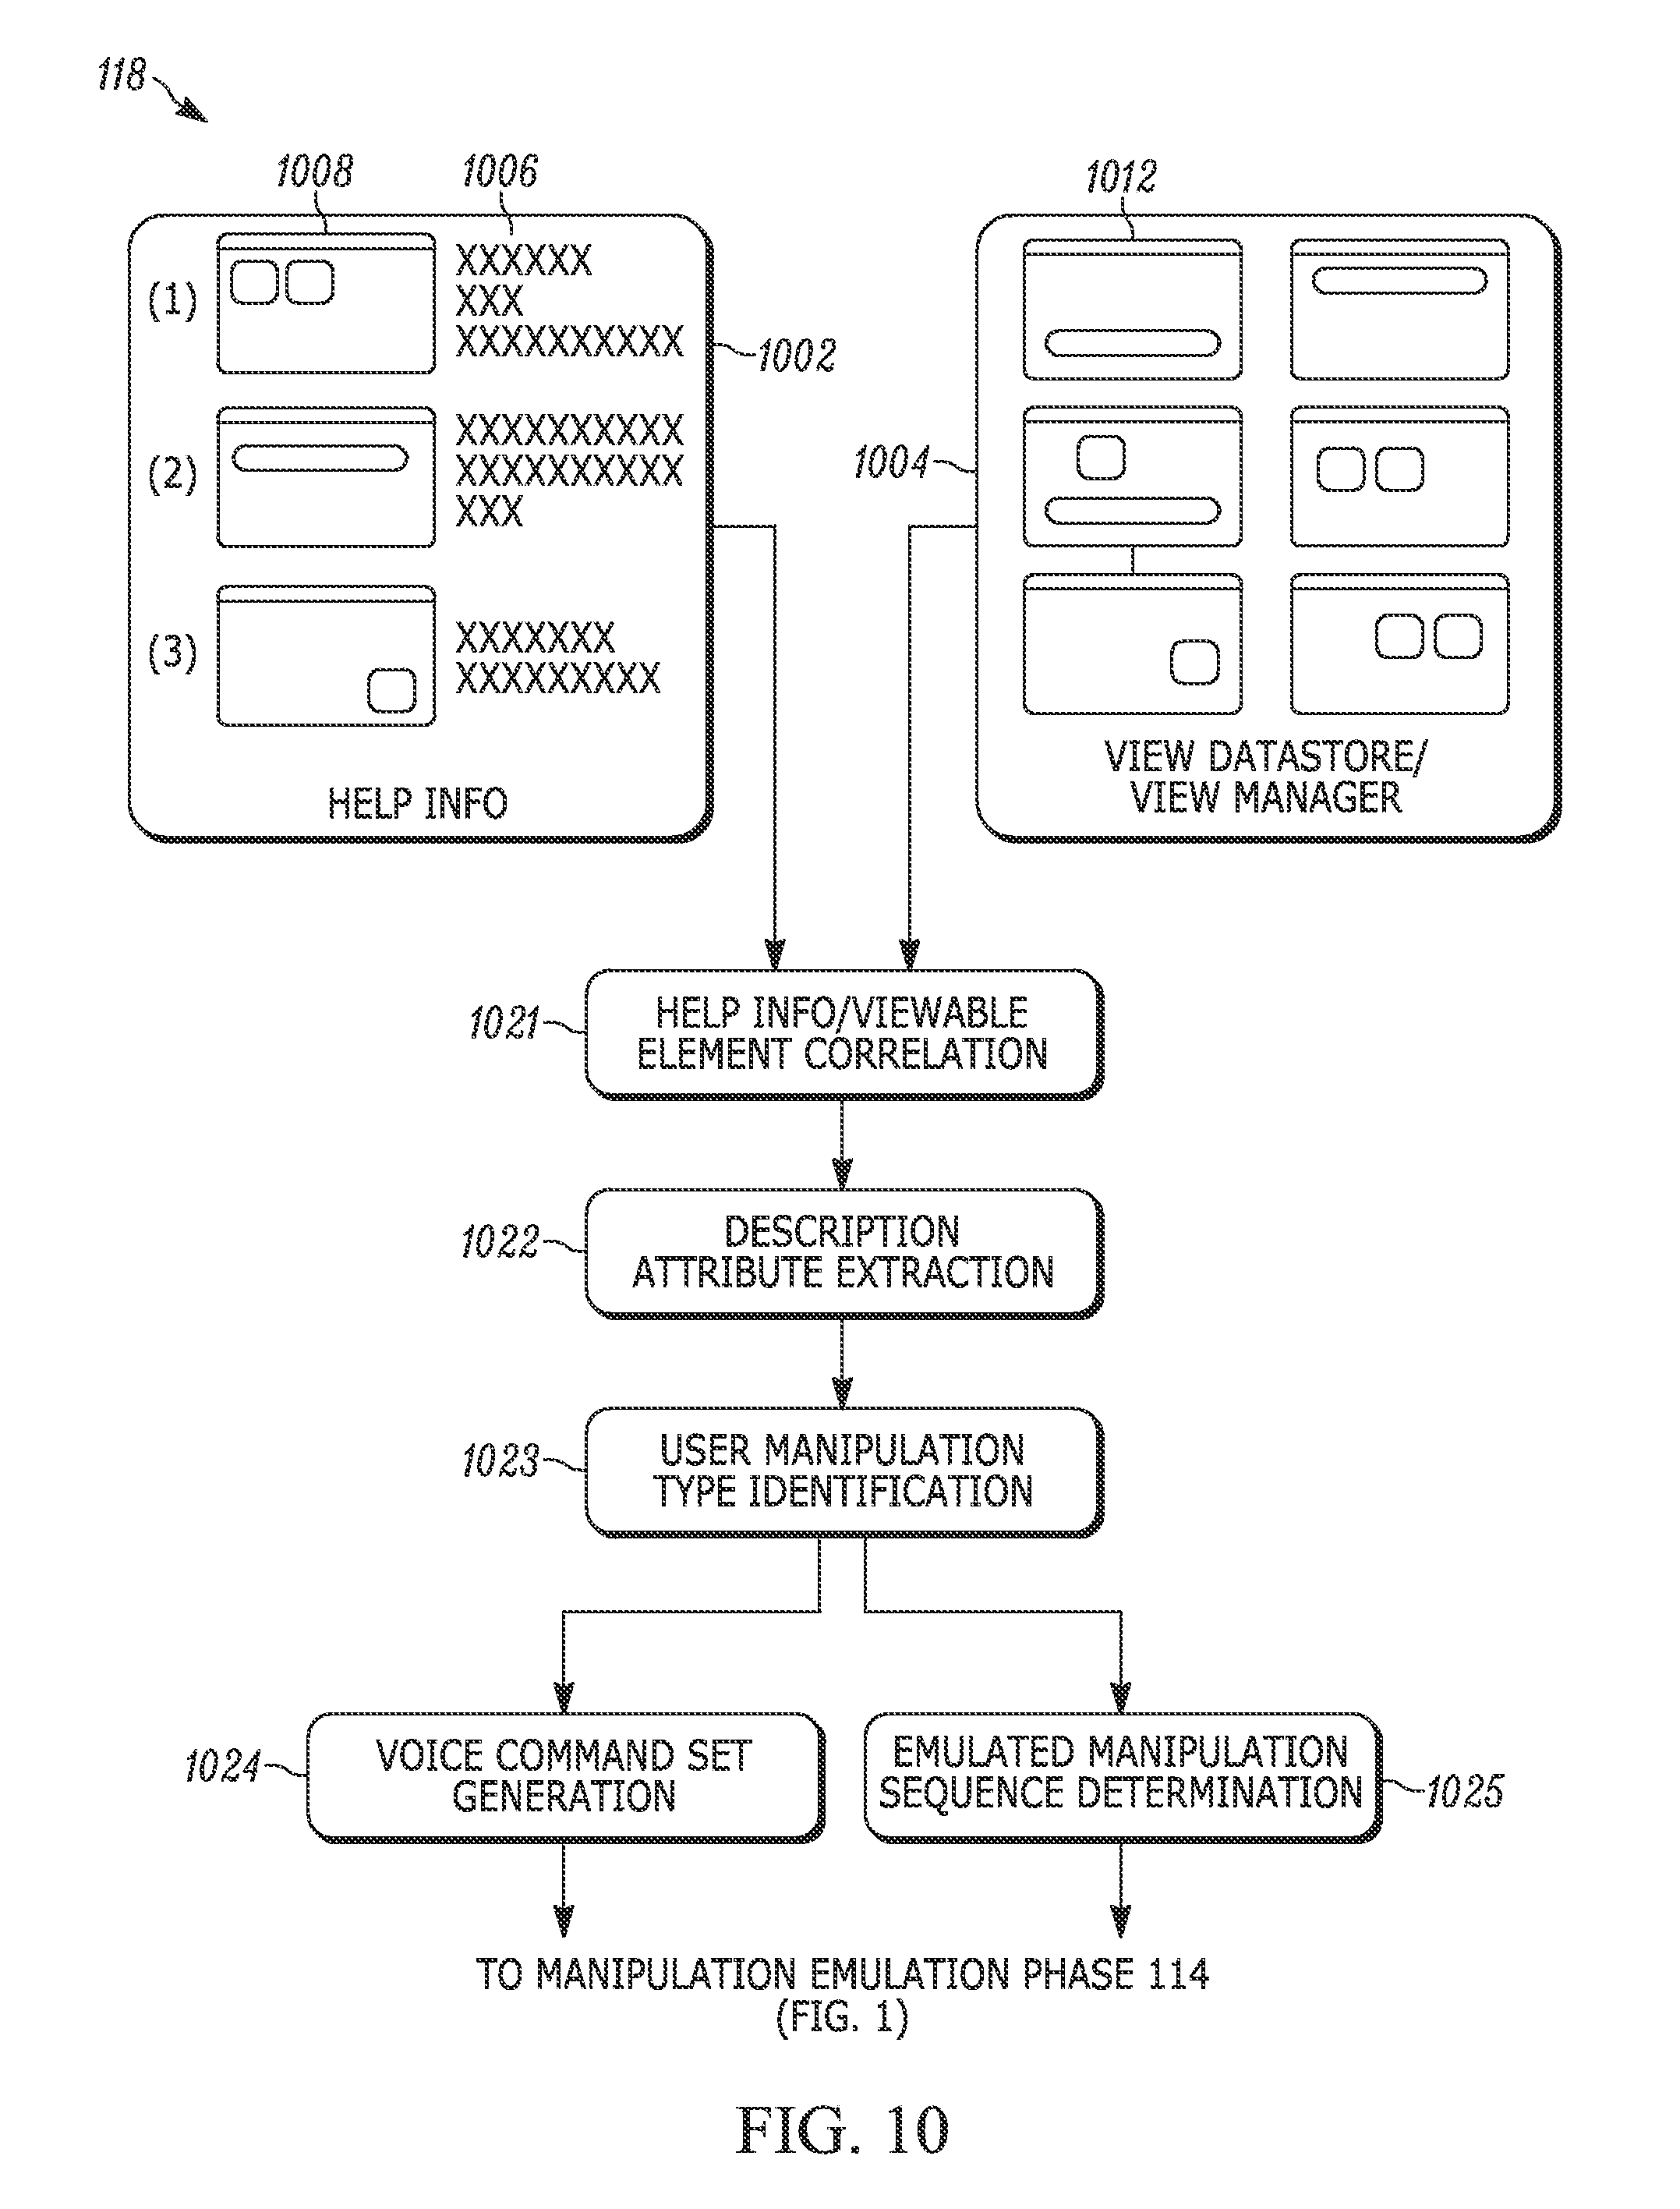 118
1008
1006
1012
(1)
XXXXXX
XXX
XXXXXXXXXX
1002
(2)
XXXXXXXXXX
XXXXXXXXXX
XXX
1004
(3)
XXXXXXX
XXXXXXXXX
HELP INFO
VIEW DATASTORE/
VIEW MANAGER
1021
HELP INFO/VIEWABLE
ELEMENT CORRELATION
1022
DESCRIPTION
ATTRIBUTE EXTRACTION
1023
USER MANIPULATION
TYPE IDENTIFICATION
1024
VOICE COMMAND SET
GENERATION
EMULATED MANIPULATION
SEQUENCE DETERMINATION
1025
TO MANIPULATION EMULATION PHASE 114
(FIG. 1)
FIG. 10